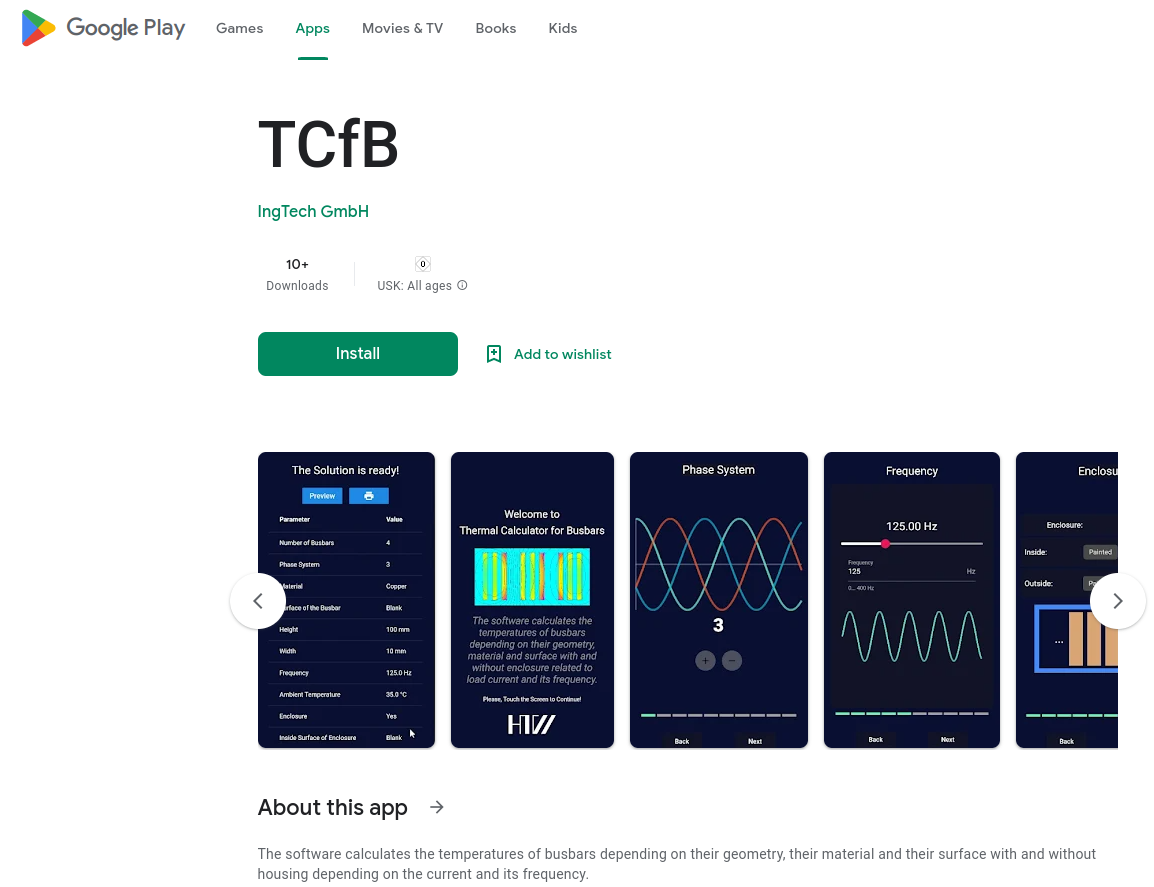 Google Play Games Apps Movies & TV Books Kids
TCfB
IngTech GmbH
10+
Downloads
0
USK: All ages
Install
Add to wishlist
The Solution is ready!
Preview
Parameter Value
Number of Busbars 4
Phase System 3
Material Copper
urface of the Busbar Blank
Height 100 mm
Width 10 mm
Frequency 125.0 Hz
Ambient Temperature 35.0 °C
Enclosure Yes
Inside Surface of Enclosure Blank
Welcome to
Thermal Calculator for Busbars
The software calculates the
temperatures of busbars
depending on their geometry,
material and surface with and
without enclosure related to
load current and its frequency.
Please, Touch the Screen to Continue!
HTW
Phase System
3
+ −
Back Next
Frequency
125.00 Hz
Frequency
125 Hz
0... 400 Hz
Back Next
Enclosu
Enclosure:
Inside: Painted
Outside:
...
Back
About this app
The software calculates the temperatures of busbars depending on their geometry, their material and their surface with and without
housing depending on the current and its frequency.